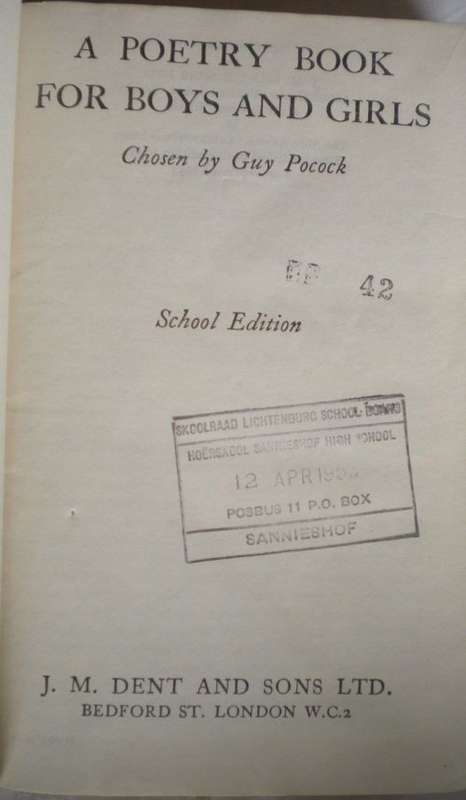 A POETRY BOOK
FOR BOYS AND GIRLS
Chosen by Guy Pocock
42
School Edition
SKOOLRAAD LICHTENBURG SCHOOL BOARD
HOËRSKOOL SANNIESHOF HIGH SCHOOL
12 APR
POSBUS 11 P.O. BOX
SANNIESHOF
J. M. DENT AND SONS LTD.
BEDFORD ST. LONDON W.C.2